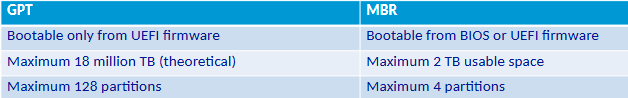 GPT MBR
Bootable only from UEFI firmware Bootable from BIOS or UEFI firmware
Maximum 18 million TB (theoretical) Maximum 2 TB usable space
Maximum 128 partitions Maximum 4 partitions